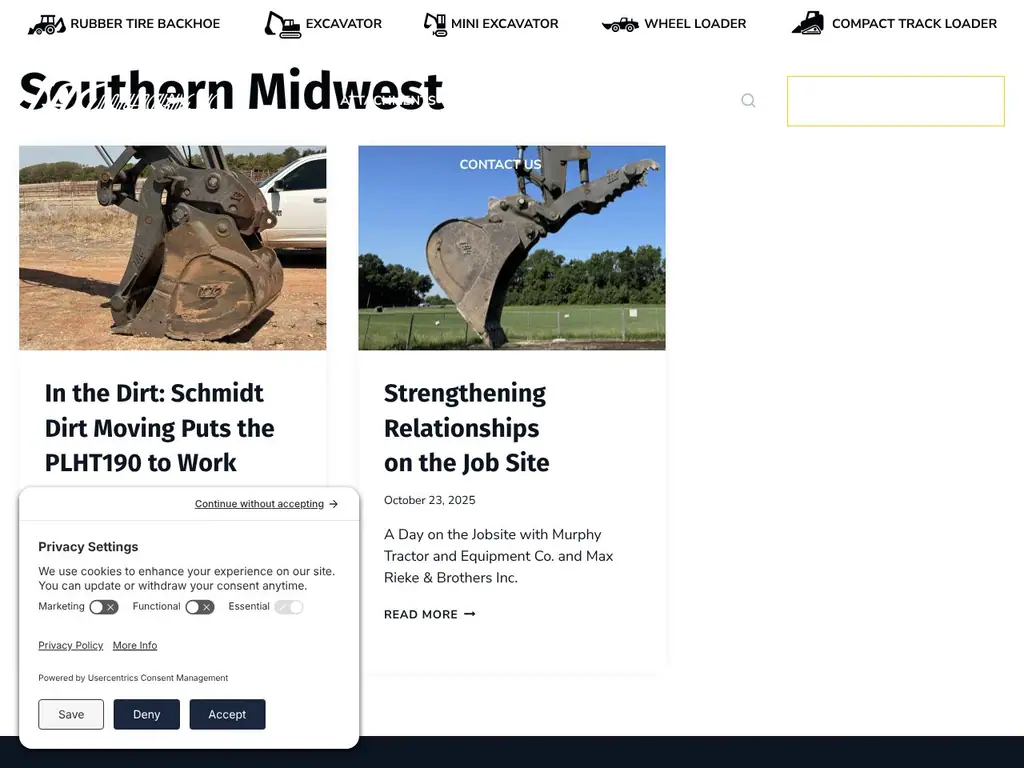 RUBBER TIRE BACKHOE
EXCAVATOR
MINI EXCAVATOR
WHEEL LOADER
COMPACT TRACK LOADER
Southern Midwest
ATTACHMENTS
CONTACT US
In the Dirt: Schmidt
Dirt Moving Puts the
PLHT190 to Work
Strengthening
Relationships
on the Job Site
October 23, 2025
A Day on the Jobsite with Murphy
Tractor and Equipment Co. and Max
Rieke & Brothers Inc.
READ MORE
Continue without accepting
Privacy Settings
We use cookies to enhance your experience on our site.
You can update or withdraw your consent anytime.
Marketing
Functional
Essential
Privacy Policy
More Info
Powered by Usercentrics Consent Management
Save
Deny
Accept